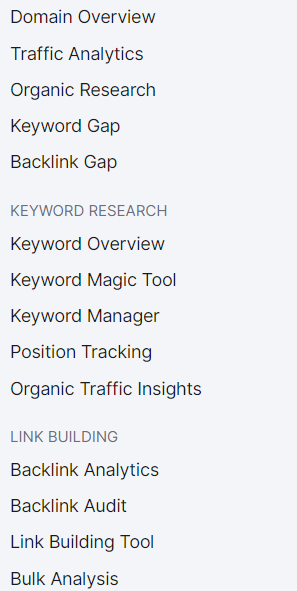 Domain Overview
Traffic Analytics
Organic Research
Keyword Gap
Backlink Gap
KEYWORD RESEARCH
Keyword Overview
Keyword Magic Tool
Keyword Manager
Position Tracking
Organic Traffic Insights
LINK BUILDING
Backlink Analytics
Backlink Audit
Link Building Tool
Bulk Analysis